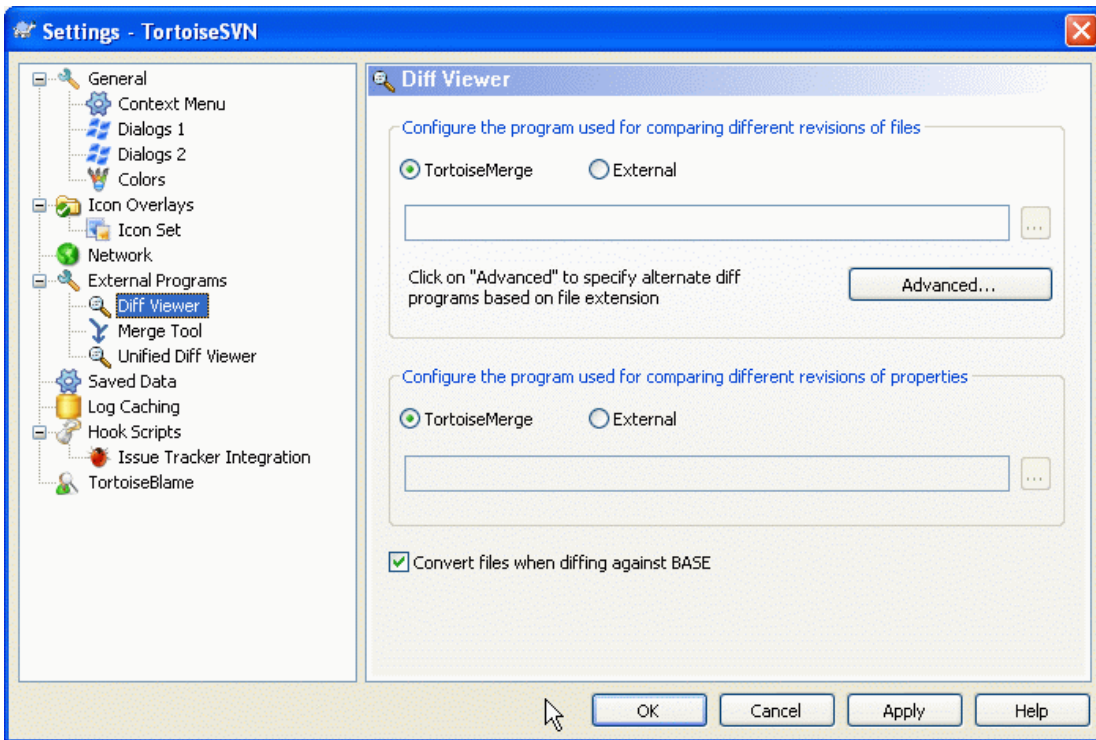 Settings - TortoiseSVN
General
Context Menu
Dialogs 1
Dialogs 2
Colors
Icon Overlays
Icon Set
Network
External Programs
Diff Viewer
Merge Tool
Unified Diff Viewer
Saved Data
Log Caching
Hook Scripts
Issue Tracker Integration
TortoiseBlame
Diff Viewer
Configure the program used for comparing different revisions of files
TortoiseMerge External
...
Click on "Advanced" to specify alternate diff
programs based on file extension
Advanced...
Configure the program used for comparing different revisions of properties
TortoiseMerge External
...
Convert files when diffing against BASE
OK Cancel Apply Help